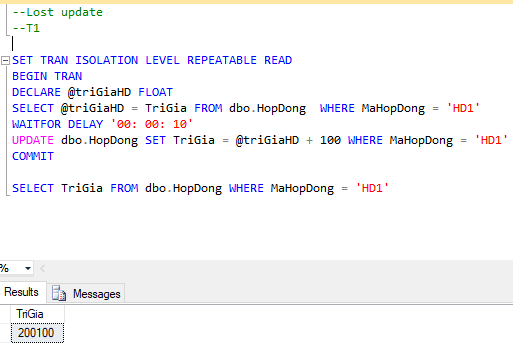 --Lost update
--T1
SET TRAN ISOLATION LEVEL REPEATABLE READ
BEGIN TRAN
DECLARE @triGiaHD FLOAT
SELECT @triGiaHD = TriGia FROM dbo.HopDong  WHERE MaHopDong = 'HD1'
WAITFOR DELAY '00: 00: 10'
UPDATE dbo.HopDong SET TriGia = @triGiaHD + 100 WHERE MaHopDong = 'HD1'
COMMIT
SELECT TriGia FROM dbo.HopDong WHERE MaHopDong = 'HD1'
%
Results Messages
TriGia
200100